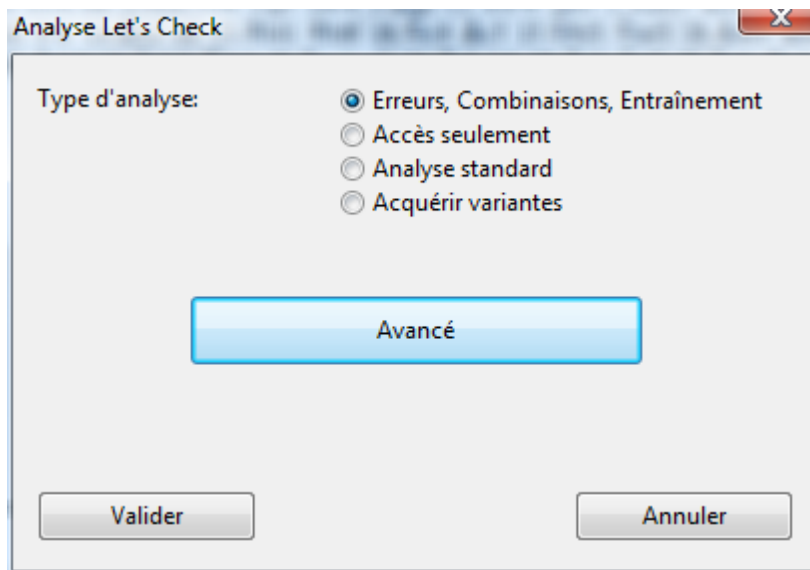 Analyse Let's Check
Type d'analyse:
Erreurs, Combinaisons, Entraînement
Accès seulement
Analyse standard
Acquérir variantes
Avancé
Valider
Annuler